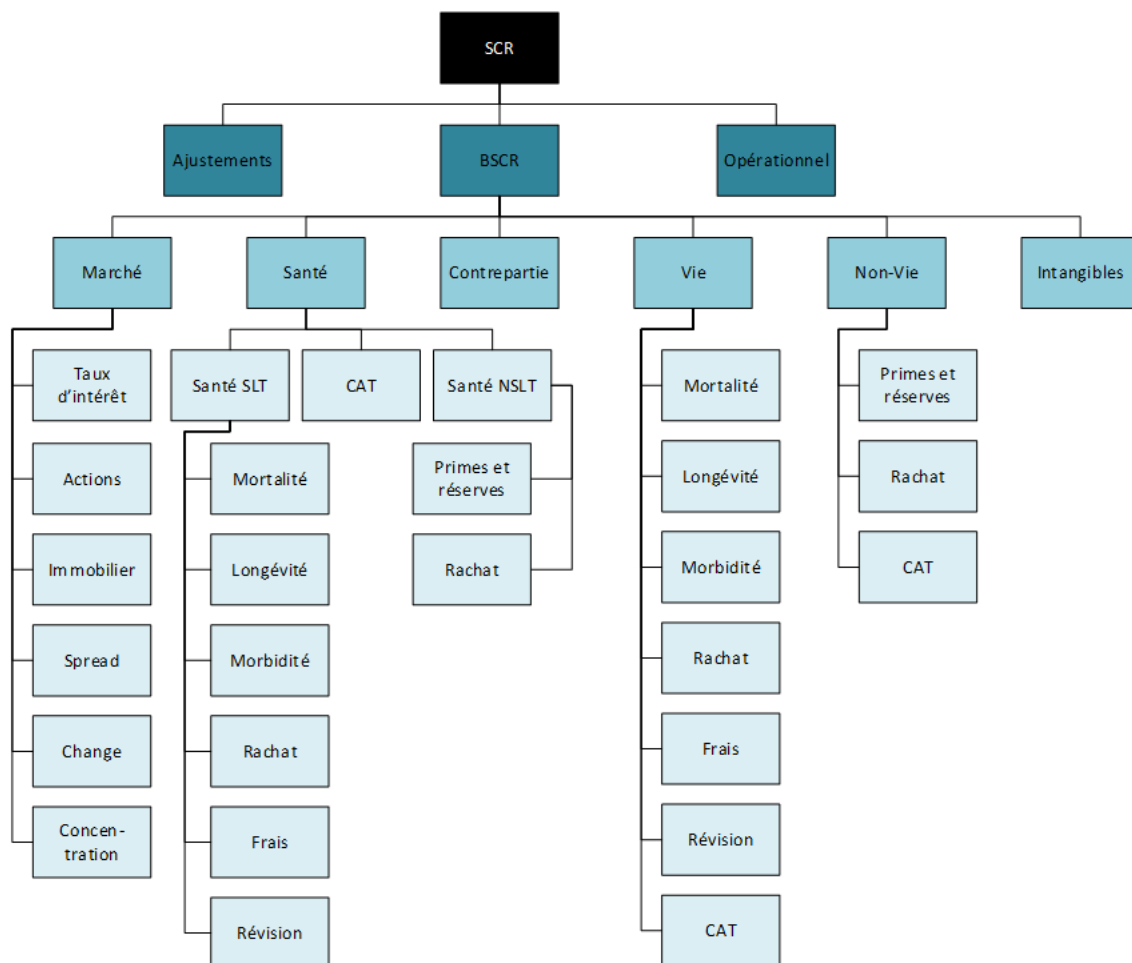 SCR
Ajustements
BSCR
Opérationnel
Marché
Santé
Contrepartie
Vie
Non-Vie
Intangibles
Taux
d'intérêt
Actions
Immobilier
Spread
Change
Concen-
tration
Santé SLT
CAT
Santé NSLT
Mortalité
Longévité
Morbidité
Rachat
Frais
Révision
Primes et
réserves
Rachat
Mortalité
Longévité
Morbidité
Rachat
Frais
Révision
CAT
Primes et
réserves
Rachat
CAT